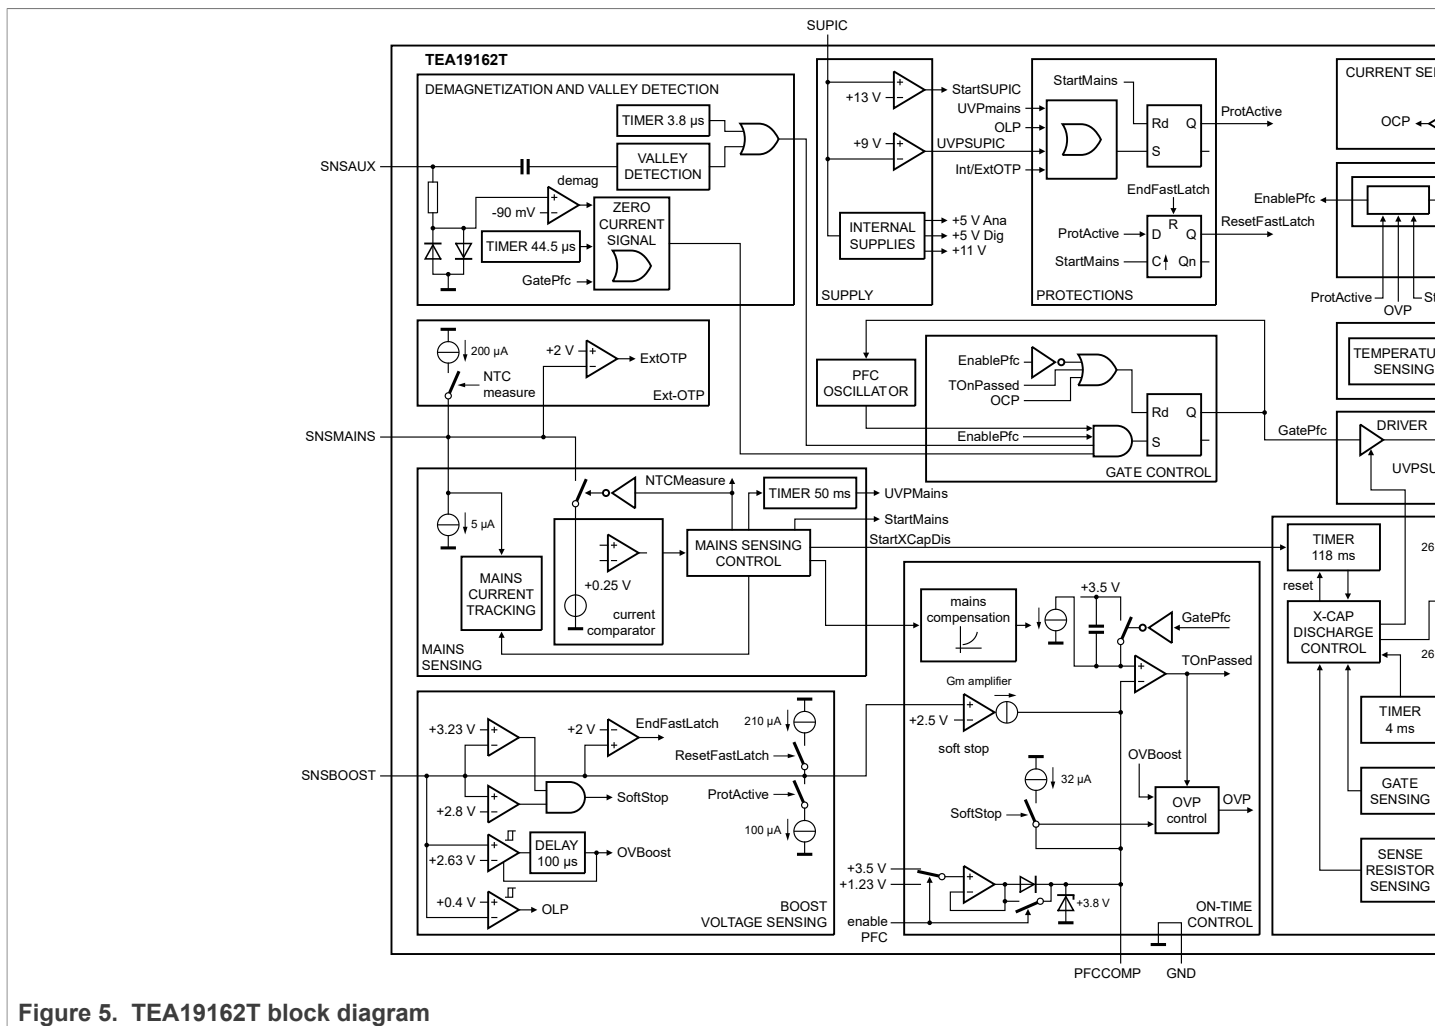 SUPIC
TEA19162T
DEMAGNETIZATION AND VALLEY DETECTION
TIMER 3.8 µs
SNSAUX
VALLEY
DETECTION
demag
-90 mV
ZERO
CURRENT
SIGNAL
TIMER 44.5 µs
GatePfc
+13 V
StartSUPIC
+9 V
UVPSUPIC
INTERNAL
SUPPLIES
+5 V Ana
+5 V Dig
+11 V
SUPPLY
StartMains
UVPmains
OLP
Int/ExtOTP
Rd
Q
S
ProtActive
EndFastLatch
ProtActive
StartMains
R
D
Q
C
Qn
ResetFastLatch
PROTECTIONS
CURRENT SE
OCP
EnablePfc
ProtActive
OVP
St
TEMPERATU
SENSING
200 µA
NTC
measure
+2 V
ExtOTP
Ext-OTP
SNSMAINS
PFC
OSCILLATOR
EnablePfc
TOnPassed
OCP
EnablePfc
Rd
Q
S
GATE CONTROL
GatePfc
DRIVER
UVPSU
NTCMeasure
TIMER 50 ms
UVPMains
StartMains
StartXCapDis
5 µA
MAINS
CURRENT
TRACKING
+0.25 V
current
comparator
MAINS SENSING
CONTROL
MAINS
SENSING
TIMER
118 ms
reset
X-CAP
DISCHARGE
CONTROL
26
26
TIMER
4 ms
GATE
SENSING
SENSE
RESISTOR
SENSING
mains
compensation
+3.5 V
GatePfc
TOnPassed
Gm amplifier
+2.5 V
soft stop
32 µA
SoftStop
OVBoost
OVP
control
OVP
+3.5 V
+1.23 V
+3.8 V
enable
PFC
ON-TIME
CONTROL
SNSBOOST
+3.23 V
+2 V
EndFastLatch
+2.8 V
SoftStop
+2.63 V
DELAY
100 µs
OVBoost
+0.4 V
OLP
210 µA
ResetFastLatch
ProtActive
100 µA
BOOST
VOLTAGE SENSING
PFCCOMP
GND
Figure 5. TEA19162T block diagram